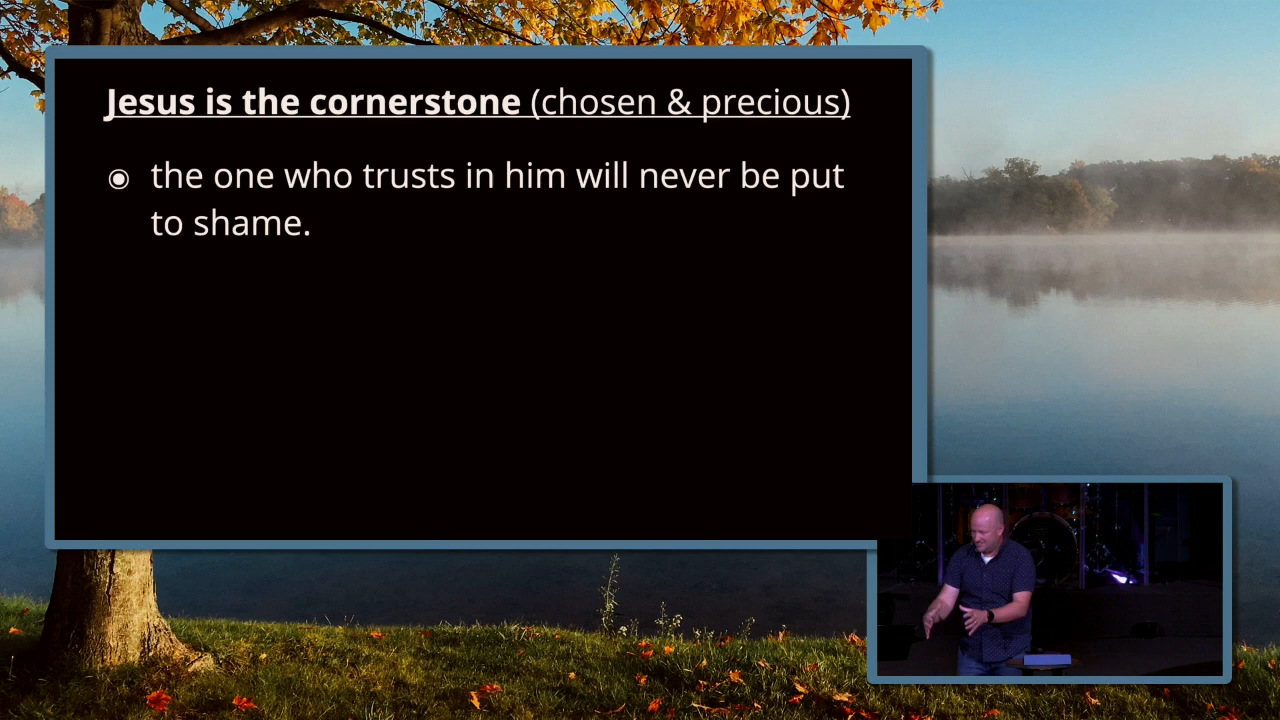 Jesus is the cornerstone (chosen & precious)
the one who trusts in him will never be put
to shame.